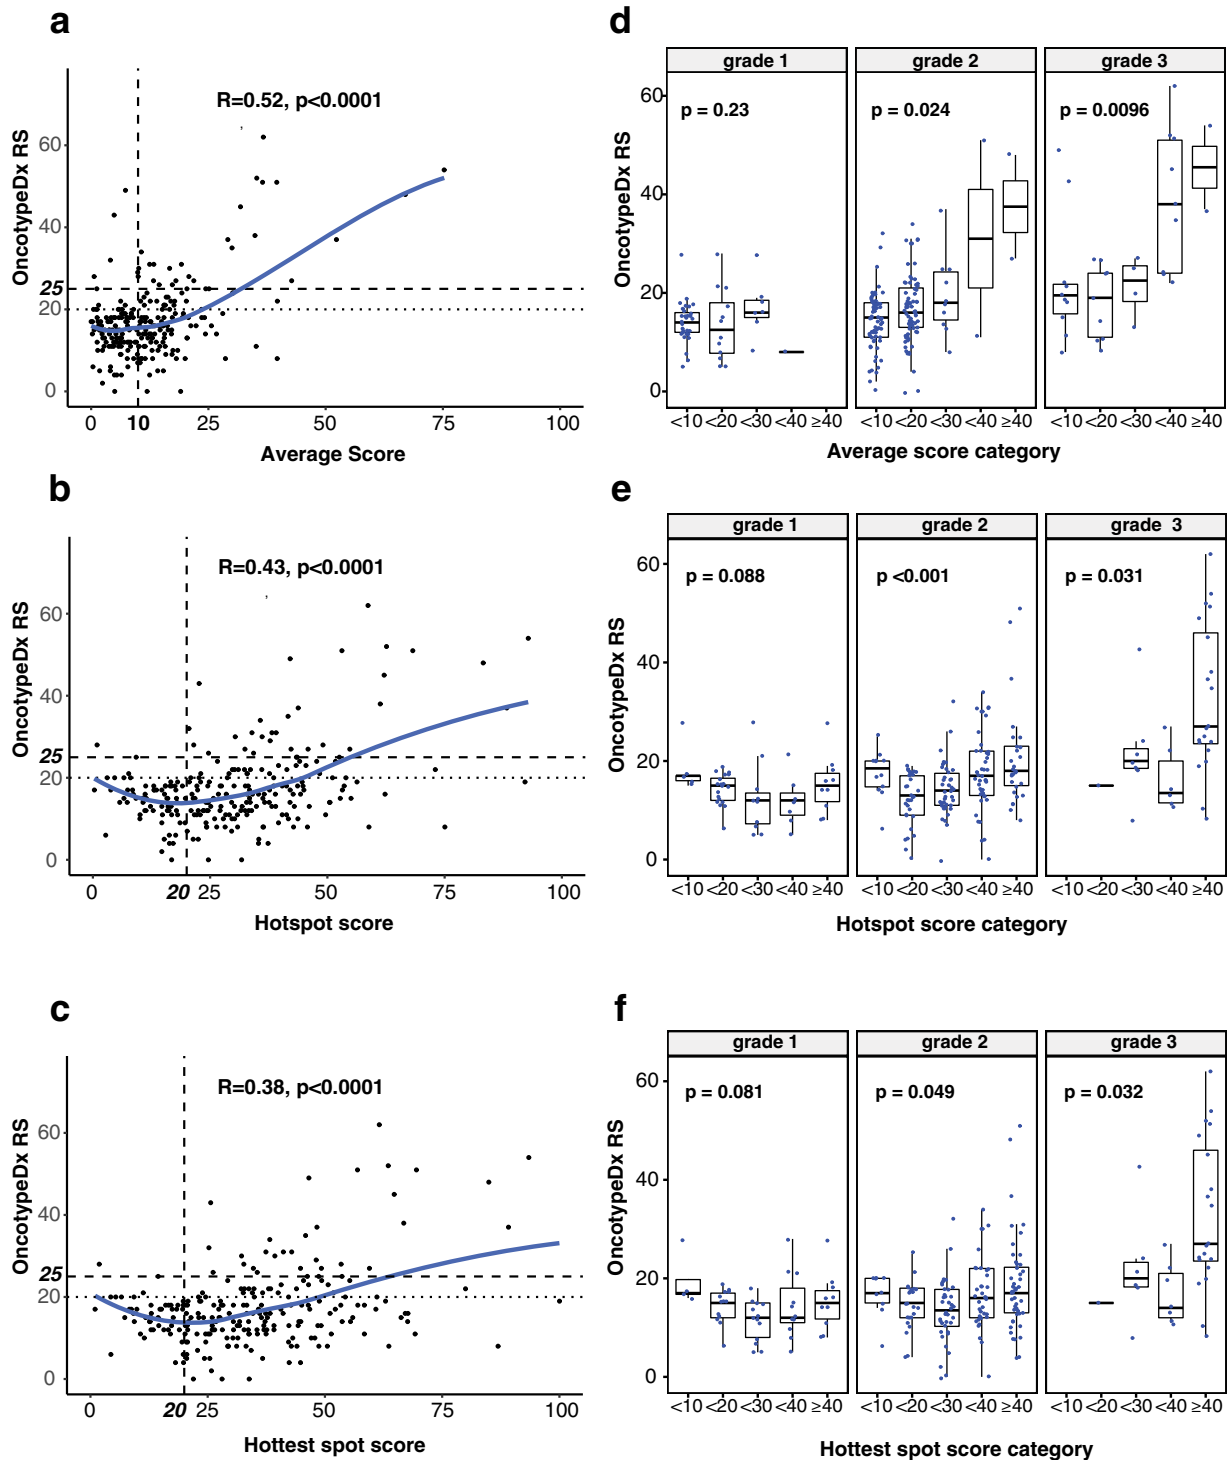 a
R=0.52, p<0.0001
OncotypeDx RS
60
40
25
20
0
0 10 25 50 75 100
Average Score
d
grade 1 grade 2 grade 3
p = 0.23 p = 0.024 p = 0.0096
OncotypeDx RS
60
40
20
0
<10 <20 <30 <40 ≥40 <10 <20 <30 <40 ≥40 <10 <20 <30 <40 ≥40
Average score category
b
R=0.43, p<0.0001
OncotypeDx RS
60
40
25
20
0
0 20 25 50 75 100
Hotspot score
e
grade 1 grade 2 grade 3
p = 0.088 p <0.001 p = 0.031
OncotypeDx RS
60
40
20
0
<10 <20 <30 <40 ≥40 <10 <20 <30 <40 ≥40 <10 <20 <30 <40 ≥40
Hotspot score category
c
R=0.38, p<0.0001
OncotypeDx RS
60
40
25
20
0
0 20 25 50 75 100
Hottest spot score
f
grade 1 grade 2 grade 3
p = 0.081 p = 0.049 p = 0.032
OncotypeDx RS
60
40
20
0
<10 <20 <30 <40 ≥40 <10 <20 <30 <40 ≥40 <10 <20 <30 <40 ≥40
Hottest spot score category